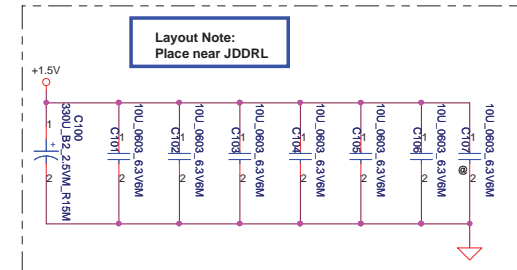 Layout Note:
Place near JDDRL
+1.5V
1
+
2
C100
330U_B2_2.5VM_R15M
1
2
C101
10U_0603_6.3V6M
1
2
C102
10U_0603_6.3V6M
1
2
C103
10U_0603_6.3V6M
1
2
C104
10U_0603_6.3V6M
1
2
C105
10U_0603_6.3V6M
1
2
C106
10U_0603_6.3V6M
1
2
C107
@
10U_0603_6.3V6M